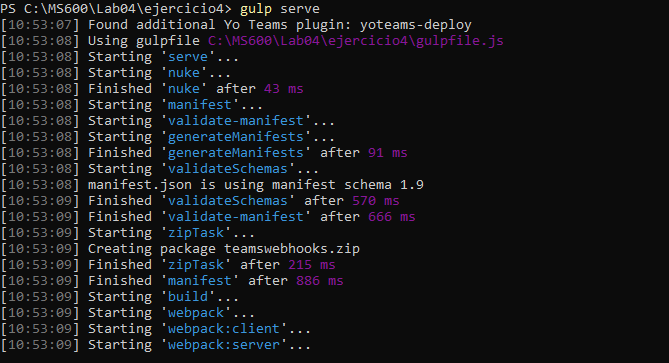 PS C:\MS600\Lab04\ejercicio4> gulp serve
[10:53:07] Found additional Yo Teams plugin: yoteams-deploy
[10:53:08] Using gulpfile C:\MS600\Lab04\ejercicio4\gulpfile.js
[10:53:08] Starting 'serve'...
[10:53:08] Starting 'nuke'...
[10:53:08] Finished 'nuke' after 43 ms
[10:53:08] Starting 'manifest'...
[10:53:08] Starting 'validate-manifest'...
[10:53:08] Starting 'generateManifests'...
[10:53:08] Finished 'generateManifests' after 91 ms
[10:53:08] Starting 'validateSchemas'...
[10:53:08] manifest.json is using manifest schema 1.9
[10:53:09] Finished 'validateSchemas' after 570 ms
[10:53:09] Finished 'validate-manifest' after 666 ms
[10:53:09] Starting 'zipTask'...
[10:53:09] Creating package teamswebhooks.zip
[10:53:09] Finished 'zipTask' after 215 ms
[10:53:09] Finished 'manifest' after 886 ms
[10:53:09] Starting 'build'...
[10:53:09] Starting 'webpack'...
[10:53:09] Starting 'webpack:client'...
[10:53:09] Starting 'webpack:server'...